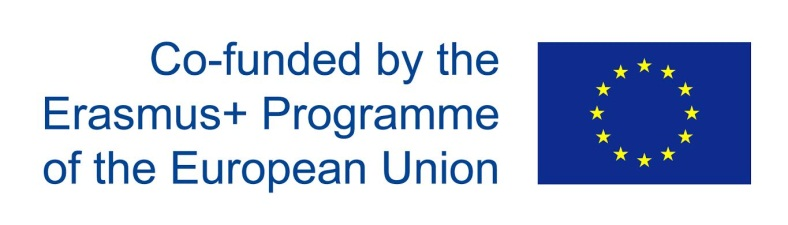 Co-funded by the
Erasmus+ Programme
of the European Union